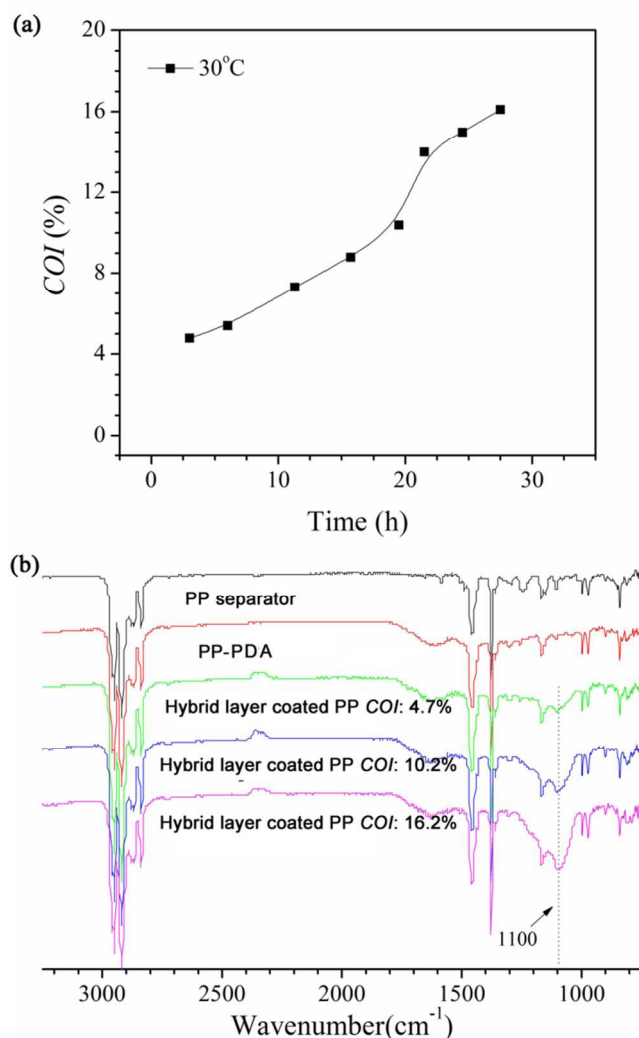 (a)
20
16
12
8
4
0
COI (%)
30°C
0 10 20 30
Time (h)
(b)
PP separator
PP-PDA
Hybrid layer coated PP COI: 4.7%
Hybrid layer coated PP COI: 10.2%
Hybrid layer coated PP COI: 16.2%
1100
3000 2500 2000 1500 1000
Wavenumber(cm⁻¹)